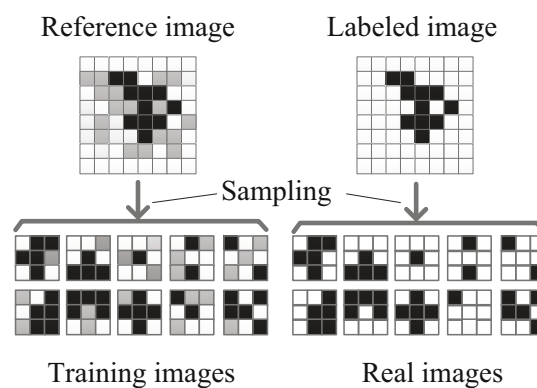 Reference image
Labeled image
Sampling
Training images
Real images